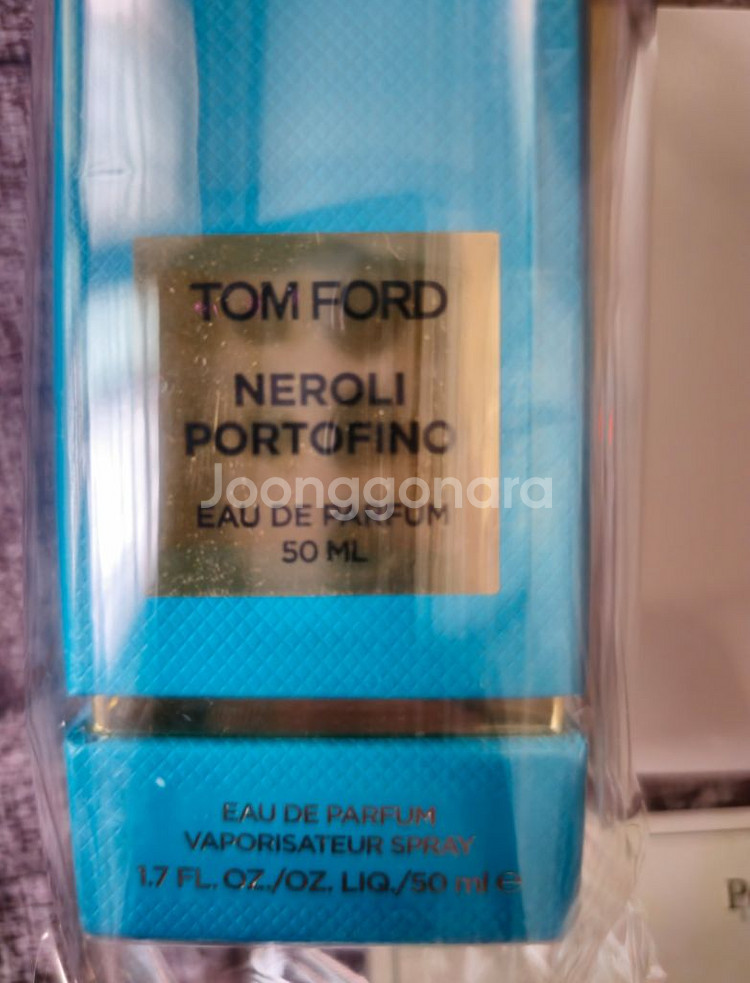 TOM FORD
NEROLI
PORTOFINO
Joonggonara
EAU DE PARFUM
50 ML
EAU DE PARFUM
VAPORISATEUR SPRAY
1.7 FL. OZ./OZ. LIQ./50 ml e